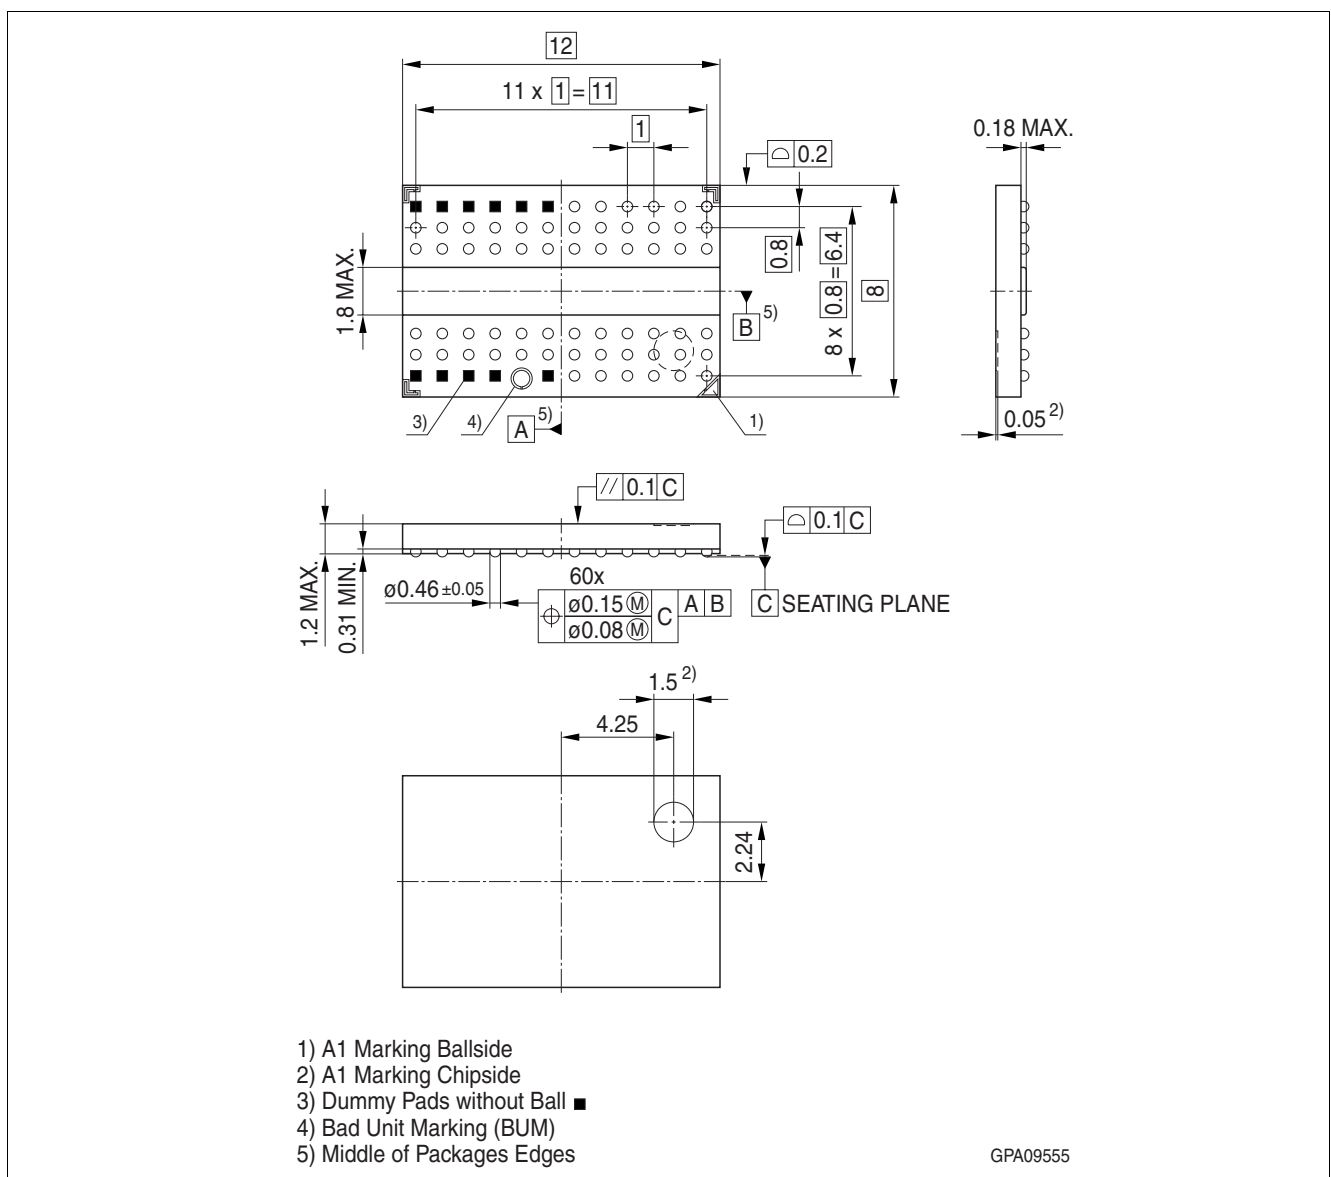 12
11 x 1 = 11
1
0.18 MAX.
0.2
0.8
8 x 0.8 = 6.4
8
1.8 MAX.
B 5)
3)
4)
A 5)
1)
0.05 2)
// 0.1 C
0.1 C
1.2 MAX.
0.31 MIN.
ø0.46 ±0.05
60x
ø0.15 Ⓜ C A B
ø0.08 Ⓜ
C SEATING PLANE
1.5 2)
4.25
2.24
1) A1 Marking Ballside
2) A1 Marking Chipside
3) Dummy Pads without Ball ■
4) Bad Unit Marking (BUM)
5) Middle of Packages Edges
GPA09555